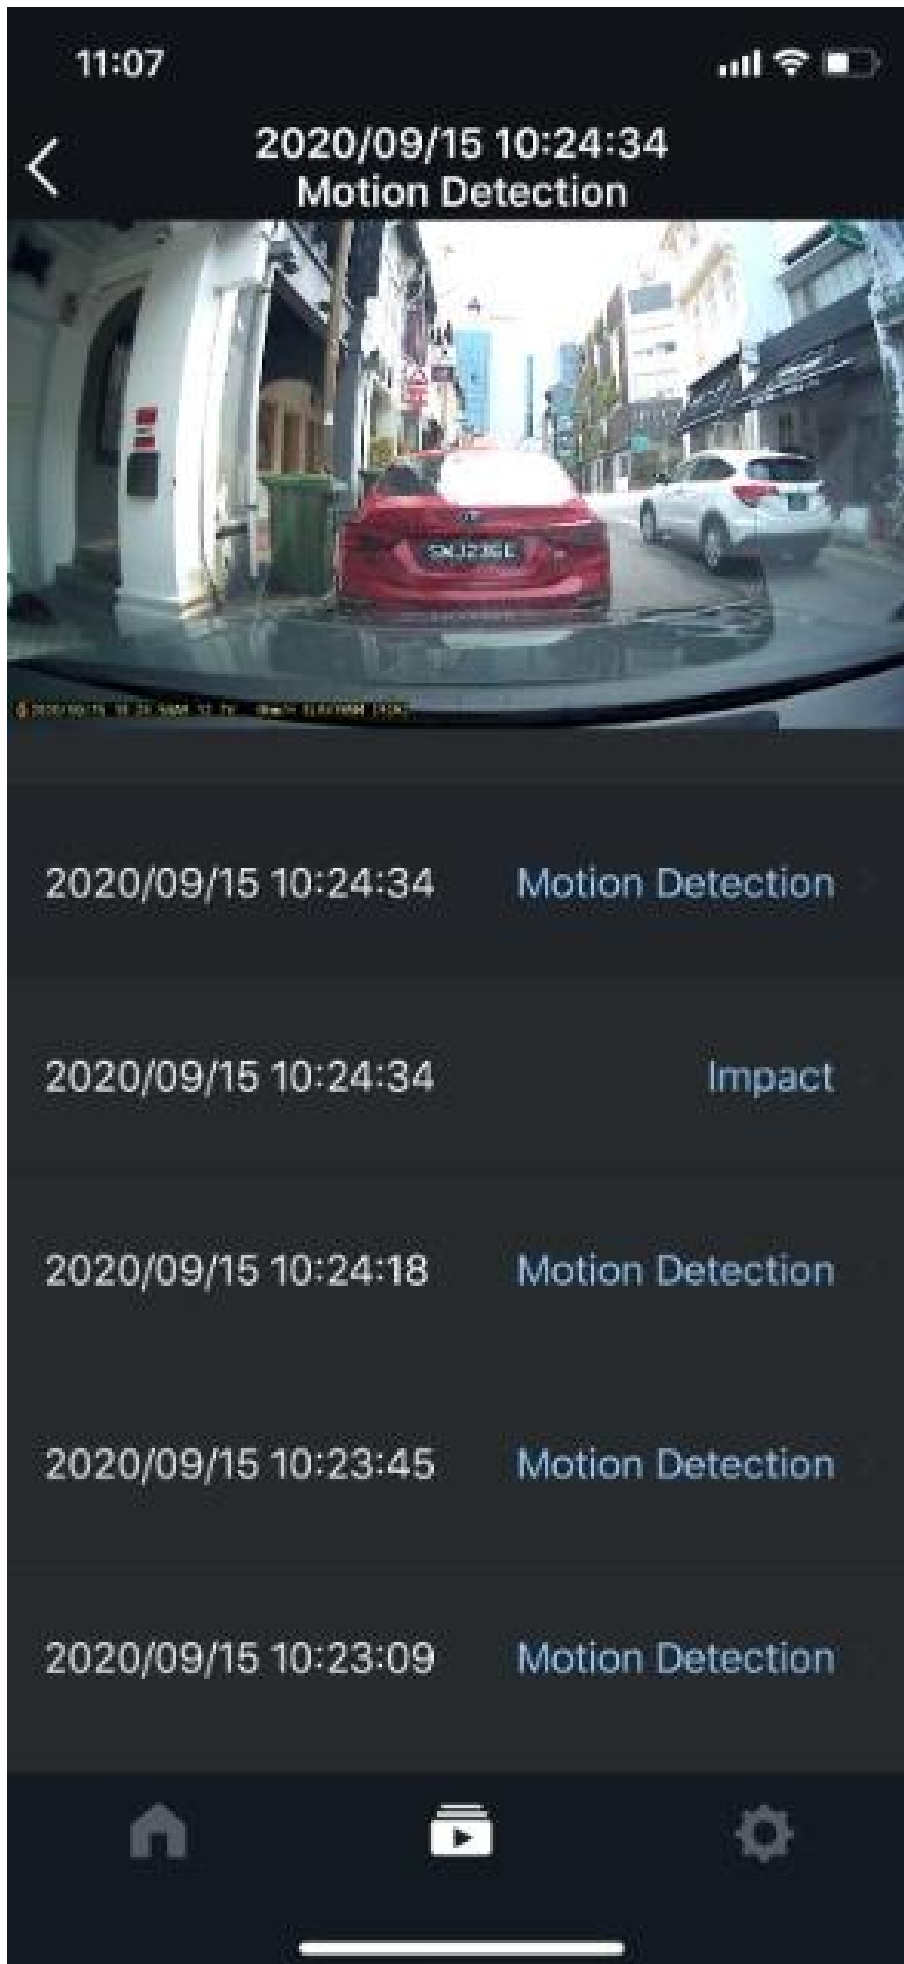 11:07
2020/09/15 10:24:34
Motion Detection
2020/09/15 10:24:34 Motion Detection
2020/09/15 10:24:34 Impact
2020/09/15 10:24:18 Motion Detection
2020/09/15 10:23:45 Motion Detection
2020/09/15 10:23:09 Motion Detection